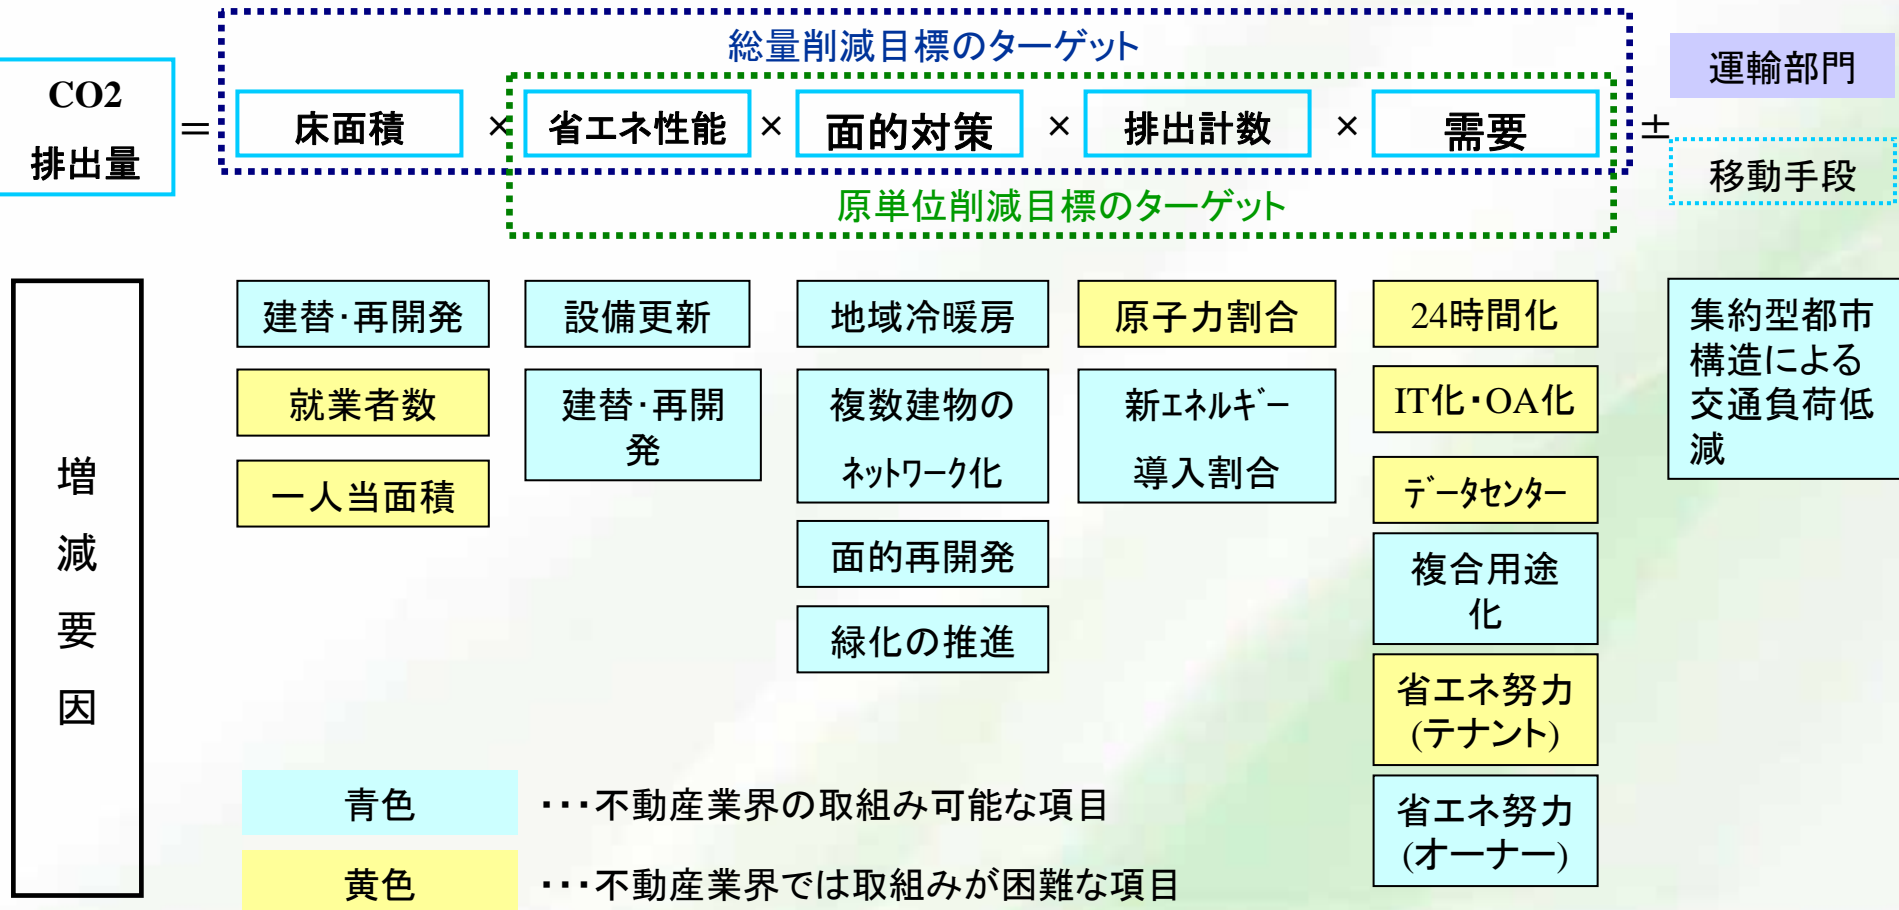 総量削減目標のターゲット
CO2
排出量
=
床面積
×
省エネ性能
×
面的対策
×
排出計数
×
需要
±
運輸部門
移動手段
原単位削減目標のターゲット
増
減
要
因
建替・再開発
就業者数
一人当面積
設備更新
建替・再開
発
地域冷暖房
複数建物の
ネットワーク化
面的再開発
緑化の推進
原子力割合
新エネルギー
導入割合
24時間化
IT化・OA化
データセンター
複合用途
化
省エネ努力
(テナント)
省エネ努力
(オーナー)
集約型都市
構造による
交通負荷低
減
青色 ・・・不動産業界の取組み可能な項目
黄色 ・・・不動産業界では取組みが困難な項目